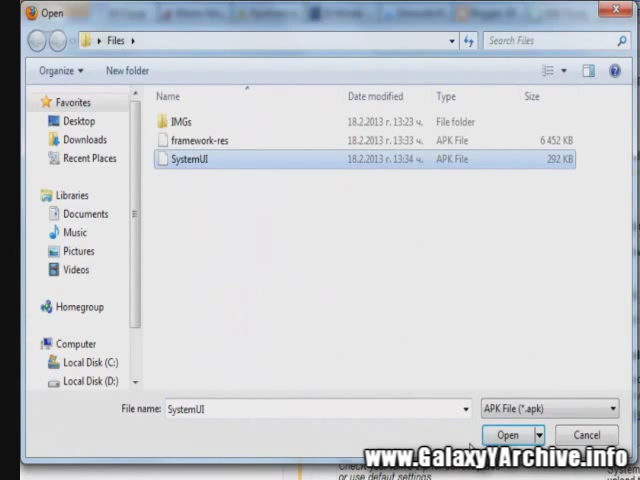 Open
Files
Search Files
Organize New folder
Name Date modified Type Size
Favorites
Desktop
Downloads
Recent Places
Libraries
Documents
Music
Pictures
Videos
Homegroup
Computer
Local Disk (C:)
Local Disk (D:)
IMGs 18.2.2013 г. 13:23 ч. File folder
framework-res 18.2.2013 г. 13:33 ч. APK File 6 452 KB
SystemUI 18.2.2013 г. 13:34 ч. APK File 292 KB
File name: SystemUI APK File (*.apk)
Open Cancel
www.GalaxyYArchive.info
or use defaut settings